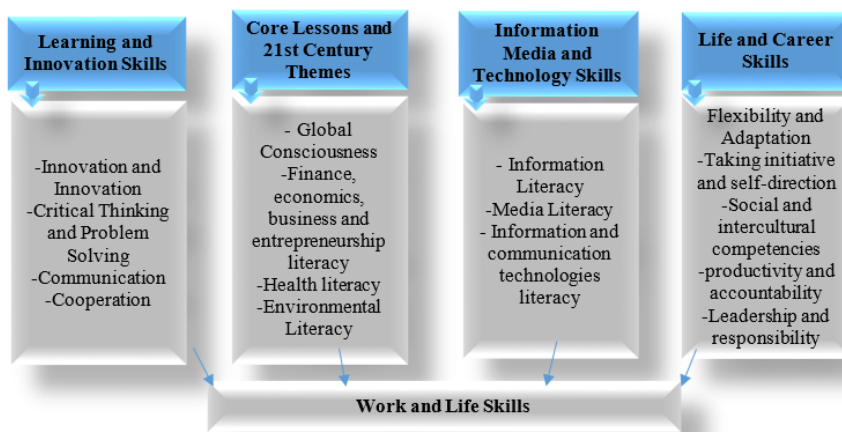 Learning and
Innovation Skills
-Innovation and
Innovation
-Critical Thinking
and Problem
Solving
-Communication
-Cooperation
Core Lessons and
21st Century
Themes
- Global
Consciousness
-Finance,
economics,
business and
entrepreneurship
literacy
-Health literacy
-Environmental
Literacy
Information
Media and
Technology Skills
- Information
Literacy
-Media Literacy
- Information and
communication
technologies
literacy
Life and Career
Skills
Flexibility and
Adaptation
-Taking initiative
and self-direction
-Social and
intercultural
competencies
-productivity and
accountability
-Leadership and
responsibility
Work and Life Skills